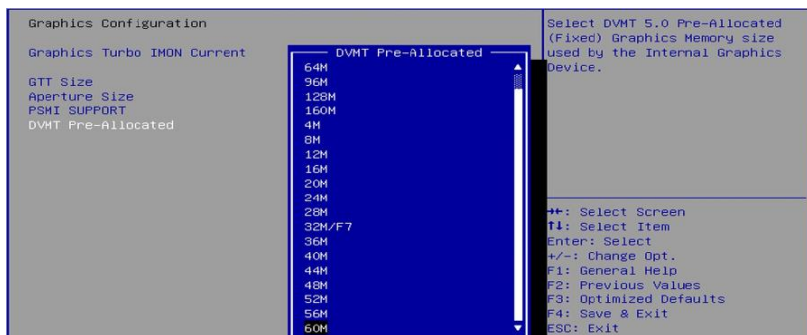 Graphics Configuration
Graphics Turbo IMON Current
GTT Size
Aperture Size
PSMI SUPPORT
DVMT Pre-Allocated
DVMT Pre-Allocated
64M
96M
128M
160M
4M
8M
12M
16M
20M
24M
28M
32M/F7
36M
40M
44M
48M
52M
56M
60M
Select DVMT 5.0 Pre-Allocated
(Fixed) Graphics Memory size
used by the Internal Graphics
Device.
→←: Select Screen
↑↓: Select Item
Enter: Select
+/-: Change Opt.
F1: General Help
F2: Previous Values
F3: Optimized Defaults
F4: Save & Exit
ESC: Exit